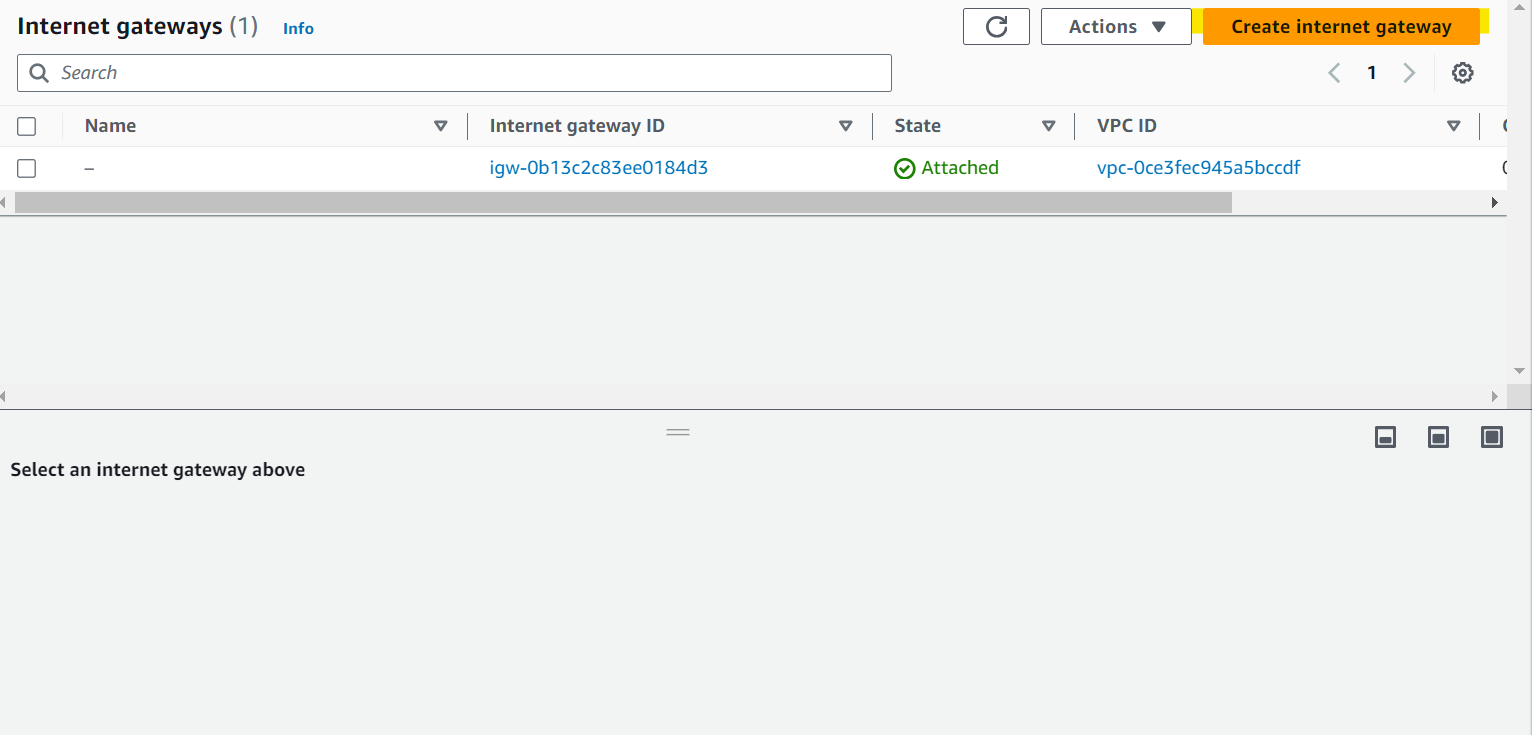 Internet gateways (1) Info Actions Create internet gateway
Search 1
Name Internet gateway ID State VPC ID
– igw-0b13c2c83ee0184d3 Attached vpc-0ce3fec945a5bccdf
Select an internet gateway above